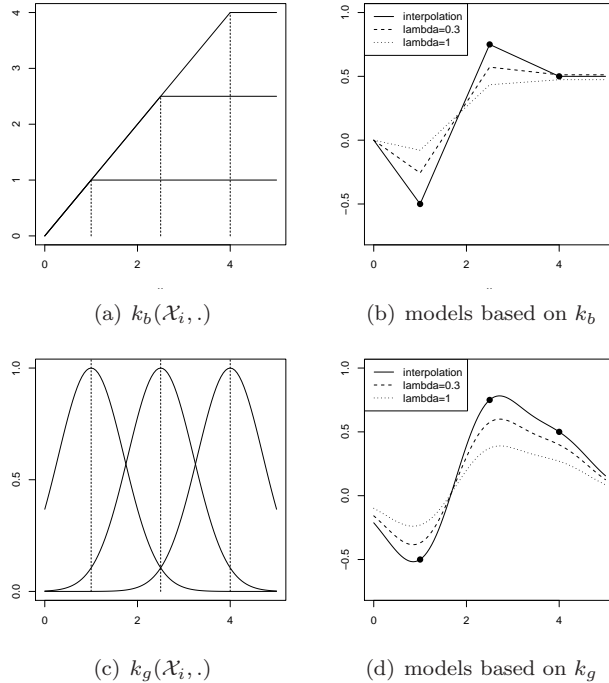 0 1 2 3 4
0 2 4
(a) $k_b(\mathcal{X}_i, .)$
−0.5 0.0 0.5 1.0
interpolation
lambda=0.3
lambda=1
0 2 4
(b) models based on $k_b$
0.0 0.5 1.0
0 2 4
(c) $k_g(\mathcal{X}_i, .)$
−0.5 0.0 0.5 1.0
interpolation
lambda=0.3
lambda=1
0 2 4
(d) models based on $k_g$